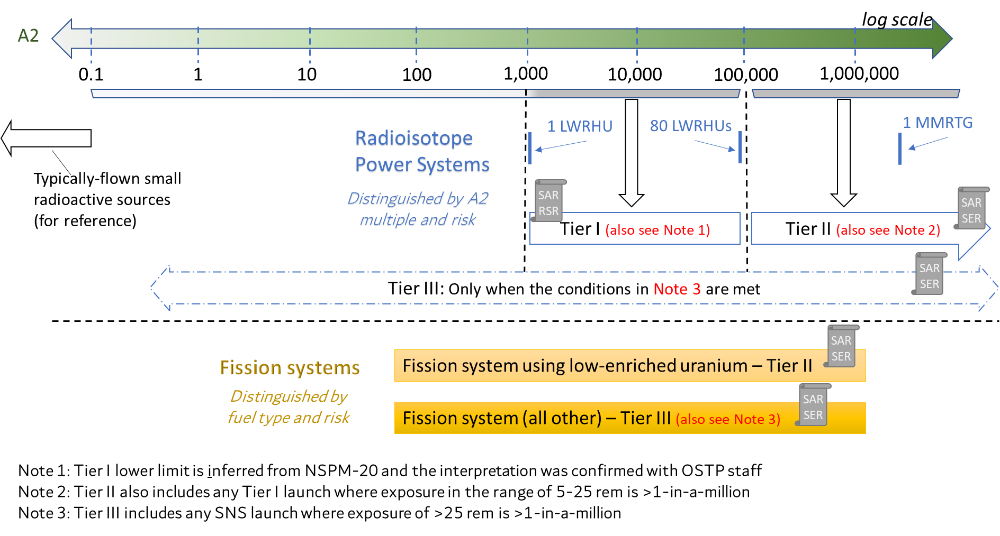 log scale
A2
0.1 1 10 100 1,000 10,000 100,000 1,000,000
1 LWRHU
80 LWRHUs
1 MMRTG
Radioisotope
Power Systems
Distinguished by A2
multiple and risk
Typically-flown small
radioactive sources
(for reference)
SAR
RSR
Tier I (also see Note 1)
SAR
SER
Tier II (also see Note 2)
SAR
SER
Tier III: Only when the conditions in Note 3 are met
Fission systems
Distinguished by
fuel type and risk
SAR
SER
Fission system using low-enriched uranium – Tier II
SAR
SER
Fission system (all other) – Tier III (also see Note 3)
Note 1: Tier I lower limit is inferred from NSPM-20 and the interpretation was confirmed with OSTP staff
Note 2: Tier II also includes any Tier I launch where exposure in the range of 5-25 rem is >1-in-a-million
Note 3: Tier III includes any SNS launch where exposure of >25 rem is >1-in-a-million